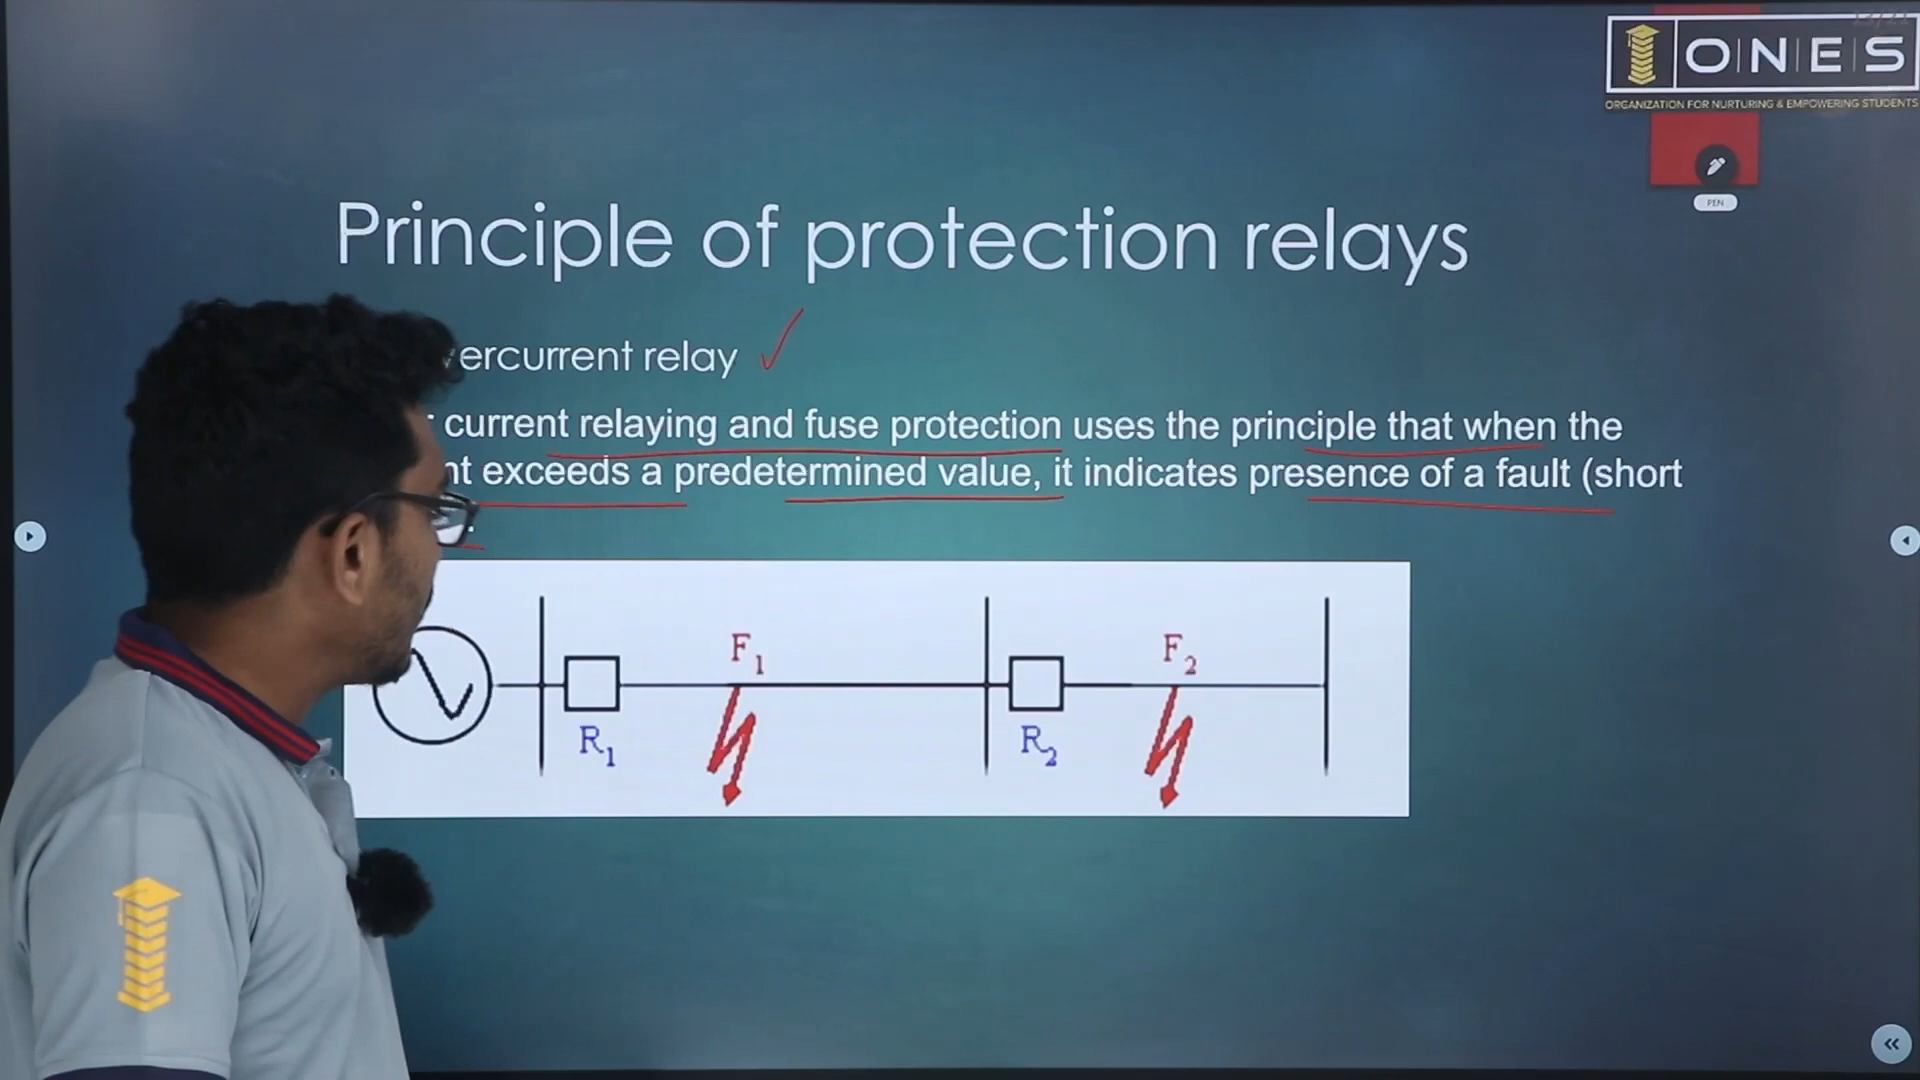 ONES
ORGANIZATION FOR NURTURING & EMPOWERING STUDENTS
PEN
Principle of protection relays
ercurrent relay
current relaying and fuse protection uses the principle that when the
nt exceeds a predetermined value, it indicates presence of a fault (short
F1
F2
R1
R2